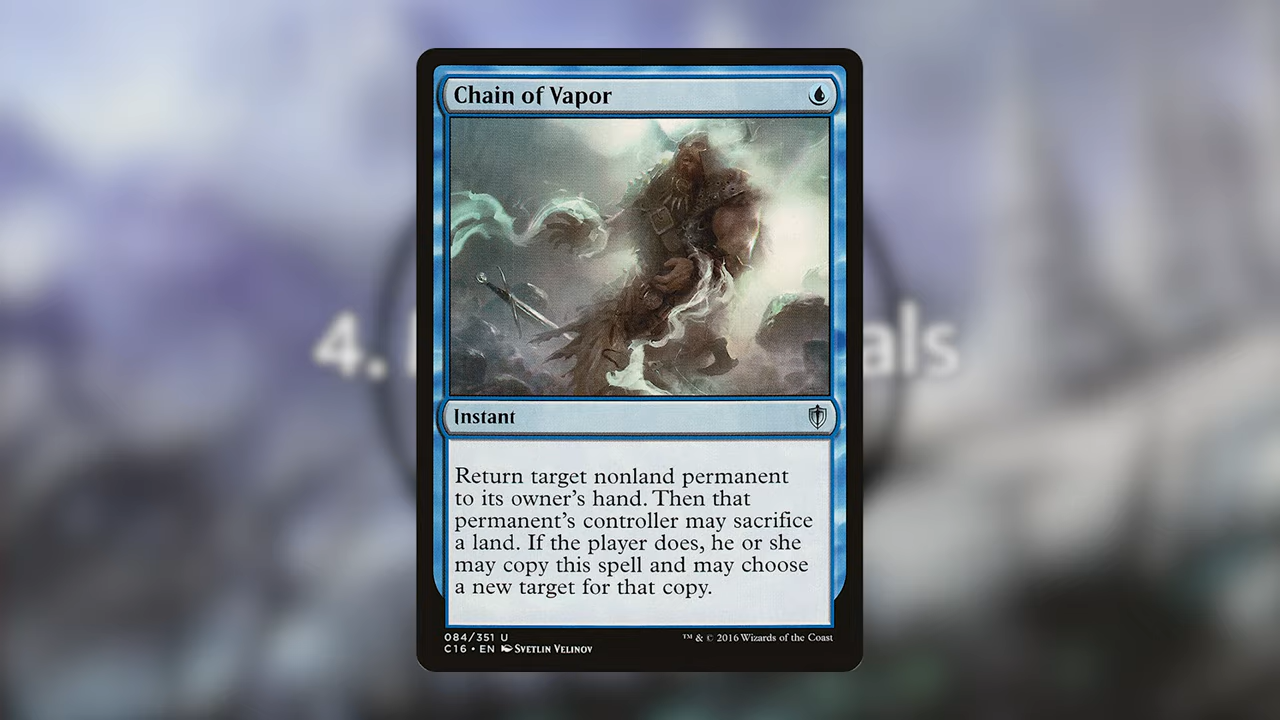 Chain of Vapor
4.
als
Instant
Return target nonland permanent
to its owner's hand. Then that
permanent's controller may sacrifice
a land. If the player does, he or she
may copy this spell and may choose
a new target for that copy.
084/351 U
™ & © 2016 Wizards of the Coast
C16 • EN Svetlin Velinov